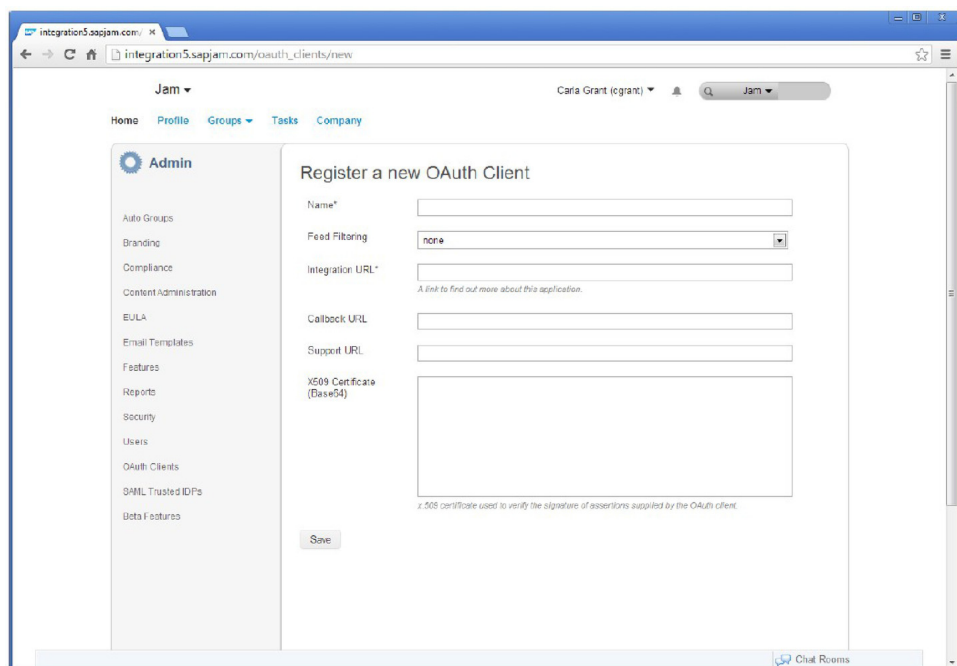 integration5.sapjam.com/
integration5.sapjam.com/oauth_clients/new
Jam
Carla Grant (cgrant)
Jam
Home Profile Groups Tasks Company
Admin
Auto Groups
Branding
Compliance
Content Administration
EULA
Email Templates
Features
Reports
Security
Users
OAuth Clients
SAML Trusted IDPs
Beta Features
Register a new OAuth Client
Name*
Feed Filtering
none
Integration URL*
A link to find out more about this application.
Callback URL
Support URL
X509 Certificate
(Base64)
x.509 certificate used to verify the signature of assertions supplied by the OAuth client.
Save
Chat Rooms